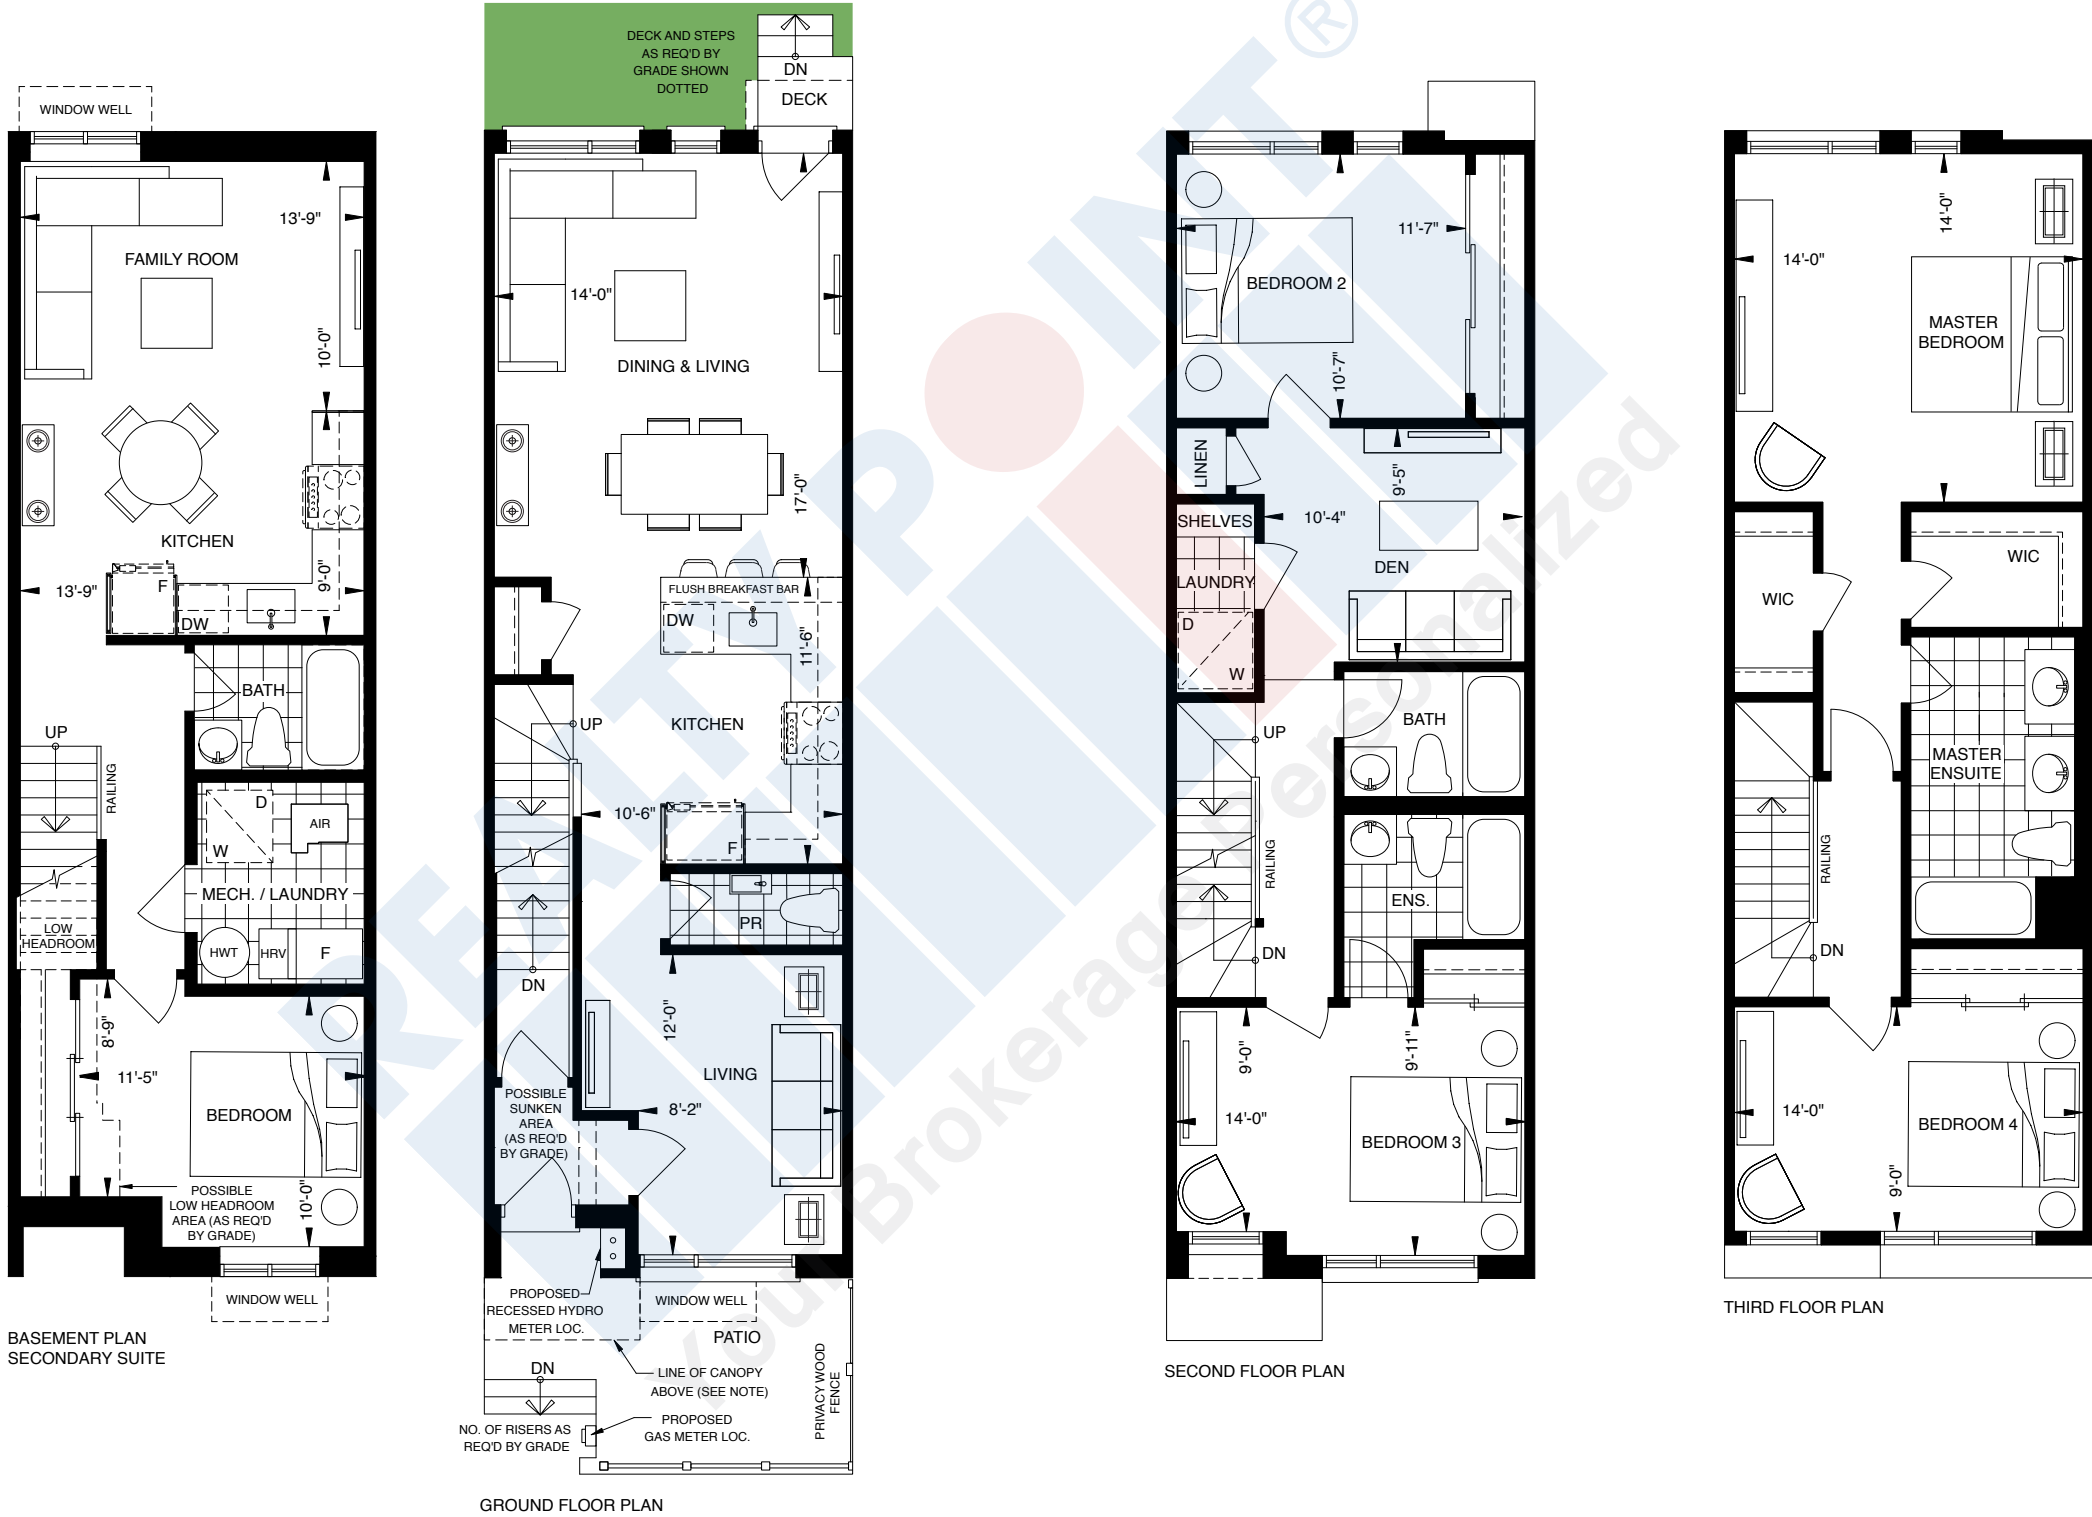 WINDOW WELL
13'-9"
FAMILY ROOM
10'-0"
KITCHEN
13'-9"
9'-0"
F
DW
BATH
UP
RAILING
D
W
AIR
MECH. / LAUNDRY
LOW
HEADROOM
HWT
HRV
F
8'-9"
11'-5"
BEDROOM
10'-0"
POSSIBLE
LOW HEADROOM
AREA (AS REQ'D
BY GRADE)
WINDOW WELL
BASEMENT PLAN
SECONDARY SUITE
DECK AND STEPS
AS REQ'D BY
GRADE SHOWN
DOTTED
DN
DECK
14'-0"
DINING & LIVING
17'-0"
FLUSH BREAKFAST BAR
DW
11'-6"
KITCHEN
UP
10'-6"
F
PR
DN
12'-0"
LIVING
8'-2"
POSSIBLE
SUNKEN
AREA
(AS REQ'D
BY GRADE)
PROPOSED
RECESSED HYDRO
METER LOC.
WINDOW WELL
PATIO
LINE OF CANOPY
ABOVE (SEE NOTE)
PRIVACY WOOD
FENCE
DN
PROPOSED
GAS METER LOC.
NO. OF RISERS AS
REQ'D BY GRADE
GROUND FLOOR PLAN
11'-7"
BEDROOM 2
10'-7"
LINEN
9'-5"
SHELVES
10'-4"
LAUNDRY
DEN
D
W
UP
BATH
RAILING
ENS.
DN
9'-0"
9'-11"
14'-0"
BEDROOM 3
SECOND FLOOR PLAN
14'-0"
14'-0"
MASTER
BEDROOM
WIC
WIC
MASTER
ENSUITE
RAILING
DN
14'-0"
BEDROOM 4
9'-0"
THIRD FLOOR PLAN
REALTY POINT®
Your Brokerage Personalized